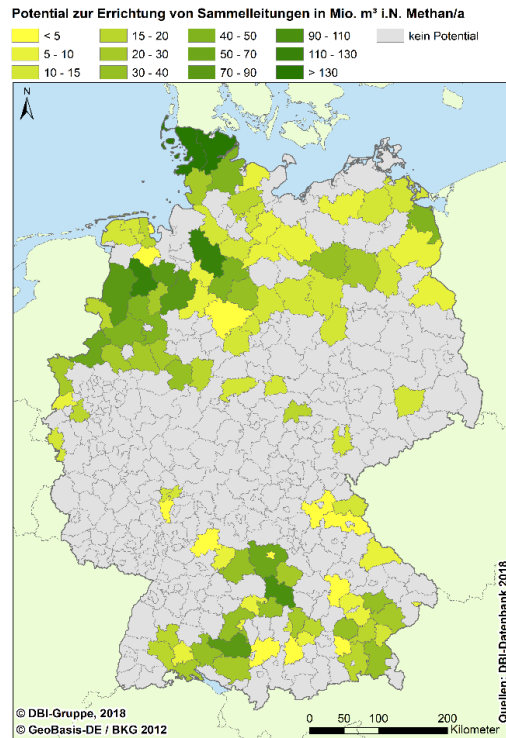 Potential zur Errichtung von Sammelleitungen in Mio. m³ i.N. Methan/a
< 5 15 - 20 40 - 50 90 - 110 kein Potential
5 - 10 20 - 30 50 - 70 110 - 130
10 - 15 30 - 40 70 - 90 > 130
N
Quellen: DBI-Datenbank 2018
© DBI-Gruppe, 2018
© GeoBasis-DE / BKG 2012
0 50 100 200
Kilometer